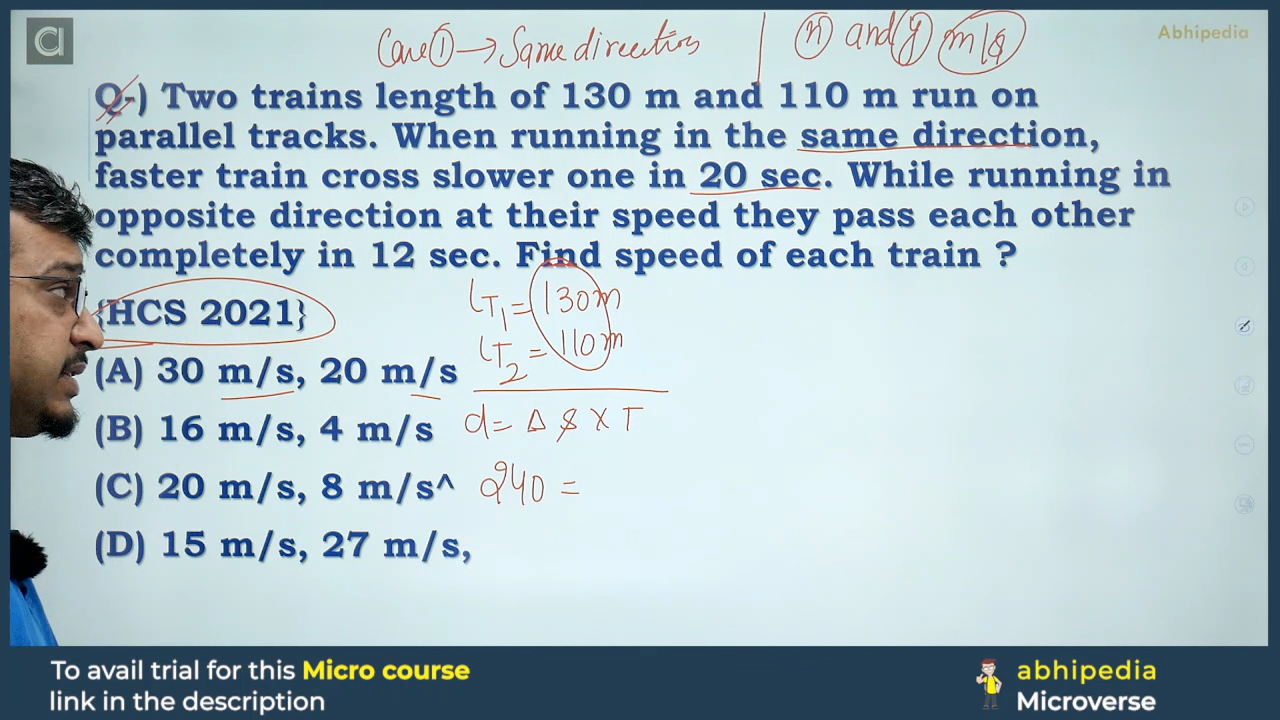 Case ① → Same direction | x and y m/s
Abhipedia
Q-) Two trains length of 130 m and 110 m run on
parallel tracks. When running in the same direction,
faster train cross slower one in 20 sec. While running in
opposite direction at their speed they pass each other
completely in 12 sec. Find speed of each train ?
{HCS 2021}
LT1 = 130m
LT2 = 110m
(A) 30 m/s, 20 m/s
(B) 16 m/s, 4 m/s
d = Δ S X T
(C) 20 m/s, 8 m/s^
240 =
(D) 15 m/s, 27 m/s,
To avail trial for this Micro course
link in the description
abhipedia
Microverse